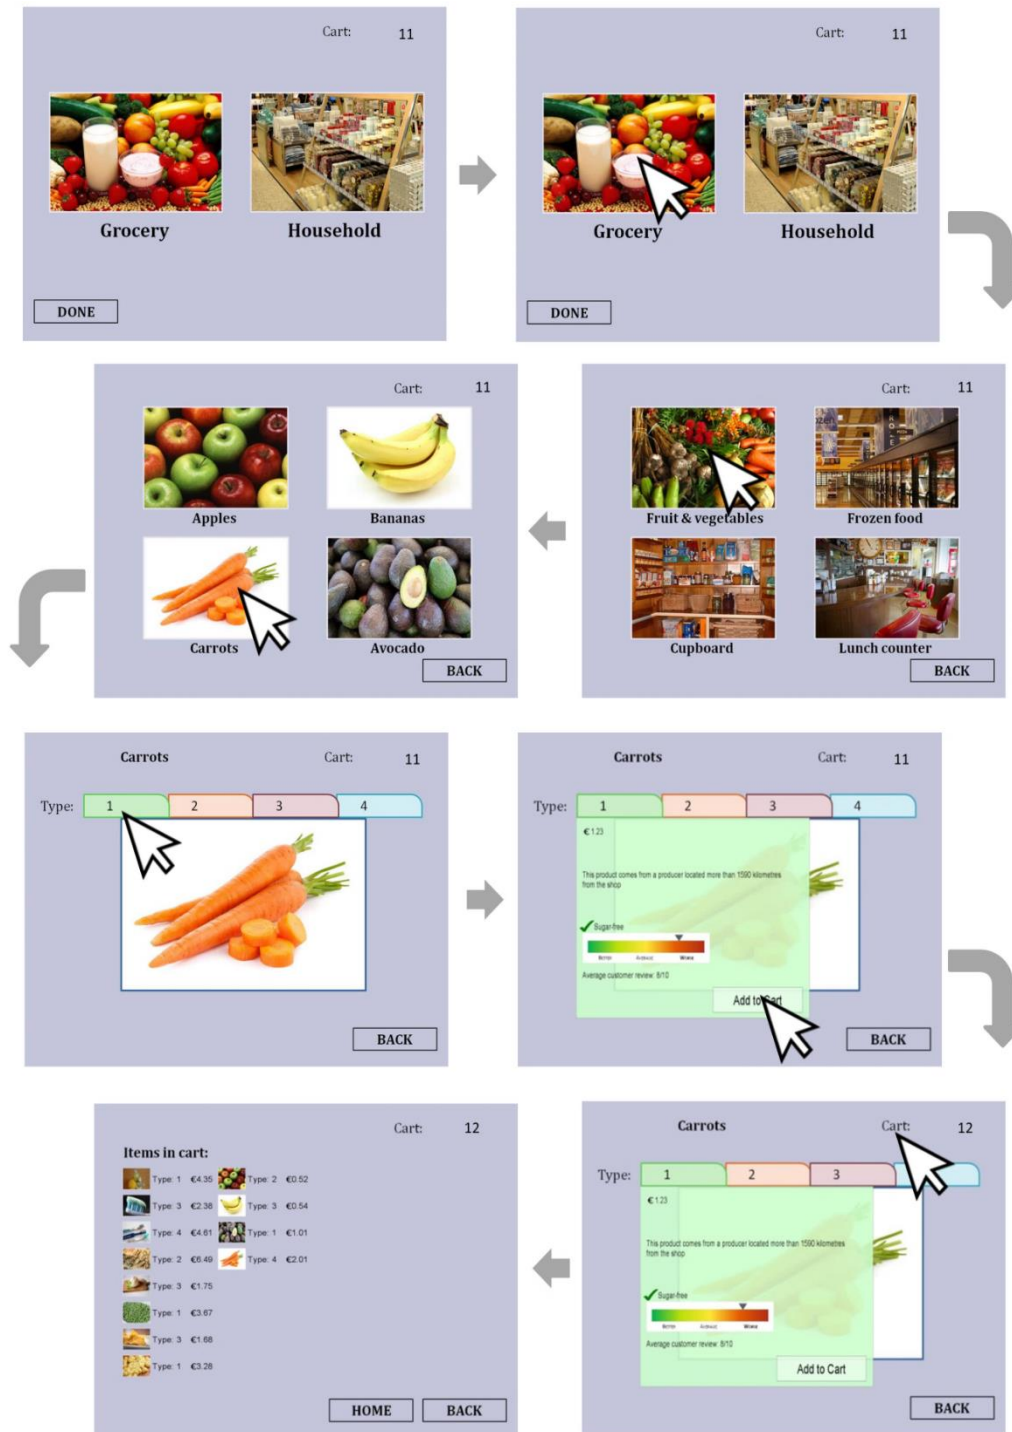 Cart: 11
Grocery Household
DONE
Cart: 11
Grocery Household
DONE
Cart: 11
Fruit & vegetables Frozen food
Cupboard Lunch counter
BACK
Cart: 11
Apples Bananas
Carrots Avocado
BACK
Carrots Cart: 11
Type: 1 2 3 4
BACK
Carrots Cart: 11
Type: 1 2 3 4
€ 1.23
This product comes from a producer located more than 1590 kilometres
from the shop
Sugar-free
Better Average Worse
Average customer review: 8/10
Add to Cart
BACK
Carrots Cart: 12
Type: 1 2 3
€ 1.23
This product comes from a producer located more than 1590 kilometres
from the shop
Sugar-free
Better Average Worse
Average customer review: 8/10
Add to Cart
BACK
Cart: 12
Items in cart:
Type: 1 €4.35 Type: 2 €0.52
Type: 3 €2.38 Type: 3 €0.54
Type: 4 €4.61 Type: 1 €1.01
Type: 2 €6.49 Type: 4 €2.01
Type: 3 €1.75
Type: 1 €3.67
Type: 3 €1.68
Type: 1 €3.28
HOME BACK